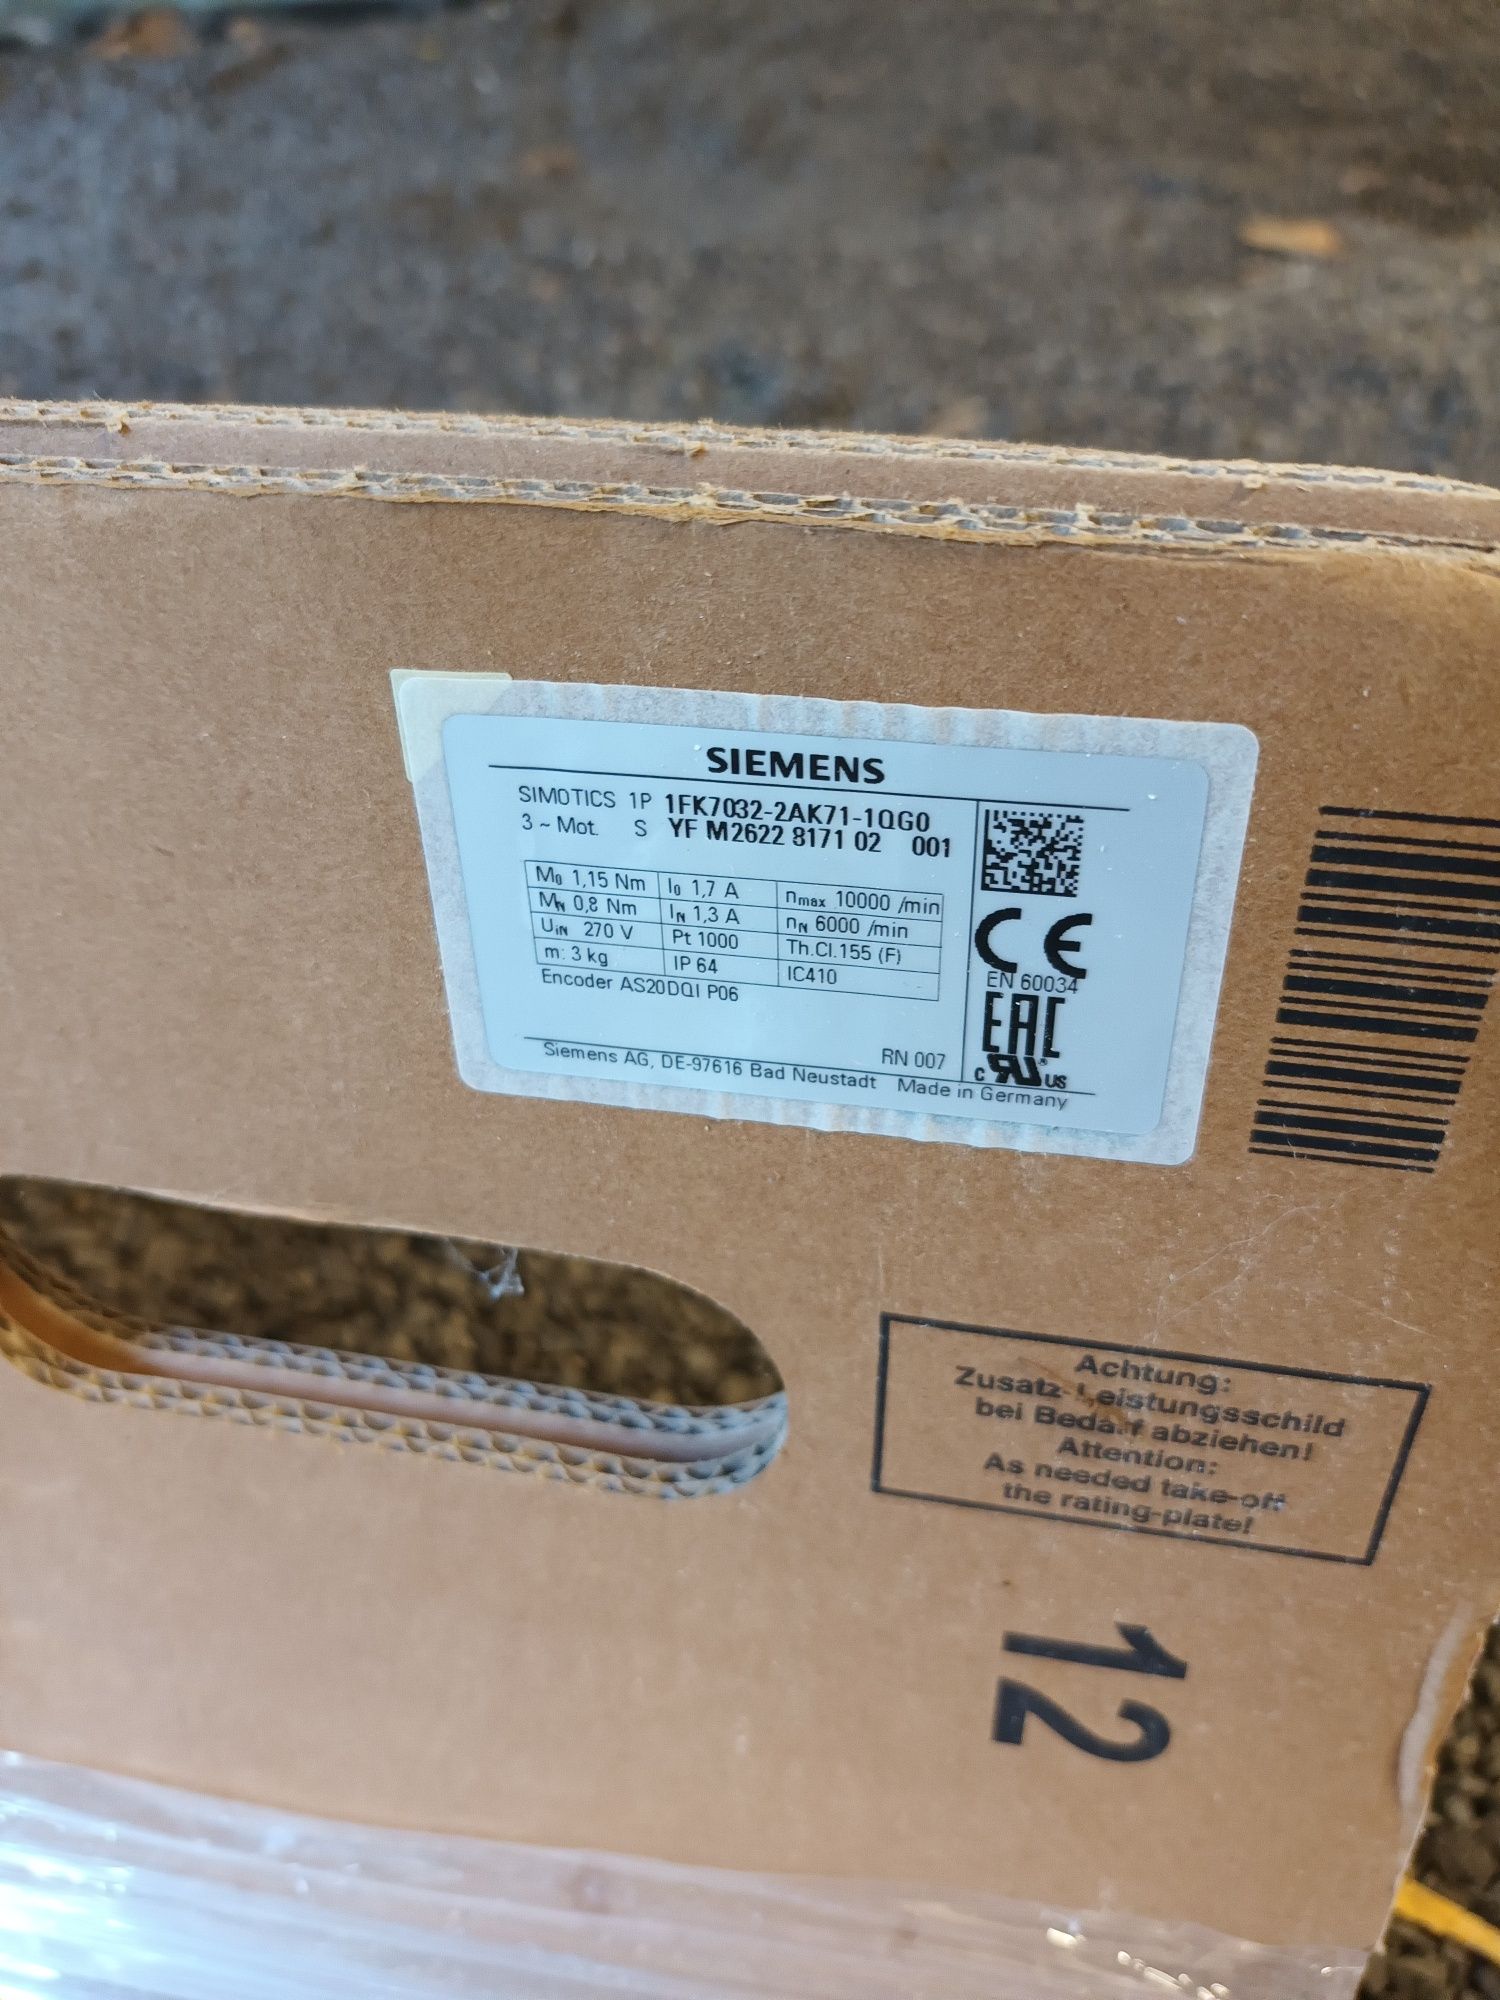 SIEMENS
SIMOTICS 1P 1FK7032-2AK71-1QG0
3 ~ Mot. S YF M2622 8171 02 001
M0 1,15 Nm I0 1,7 A nmax 10000 /min
MN 0,8 Nm IN 1,3 A nN 6000 /min
UIN 270 V Pt 1000 Th.Cl.155 (F)
m: 3 kg IP 64 IC410
Encoder AS20DQI P06
CE
EN 60034
EAC
c RU ® US
RN 007
Siemens AG, DE-97616 Bad Neustadt Made in Germany
Achtung:
Zusatz-Leistungsschild
bei Bedarf abziehen!
Attention:
As needed take-off
the rating-plate!
12